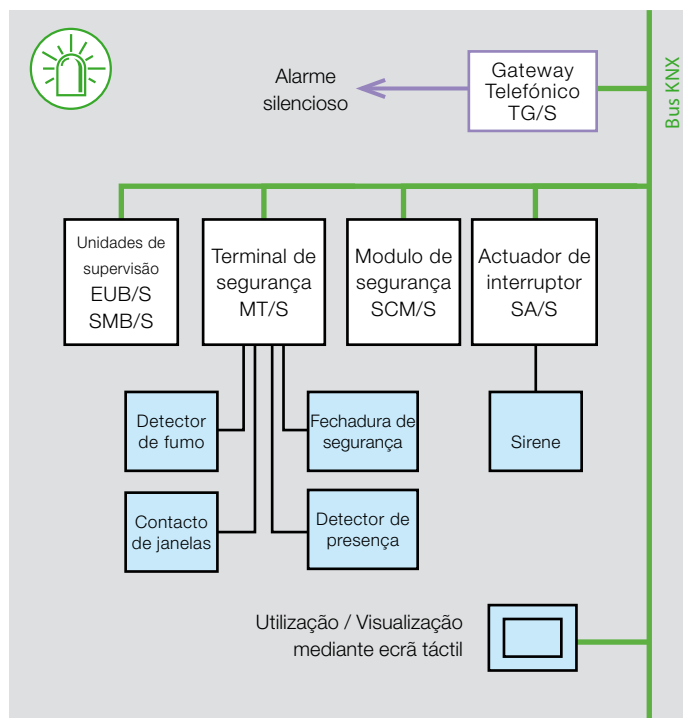 Alarme
silencioso
Gateway
Telefónico
TG/S
Bus KNX
Unidades de
supervisão
EUB/S
SMB/S
Terminal de
segurança
MT/S
Modulo de
segurança
SCM/S
Actuador de
interruptor
SA/S
Detector
de fumo
Fechadura de
segurança
Sirene
Contacto
de janelas
Detector de
presença
Utilização / Visualização
mediante ecrã táctil